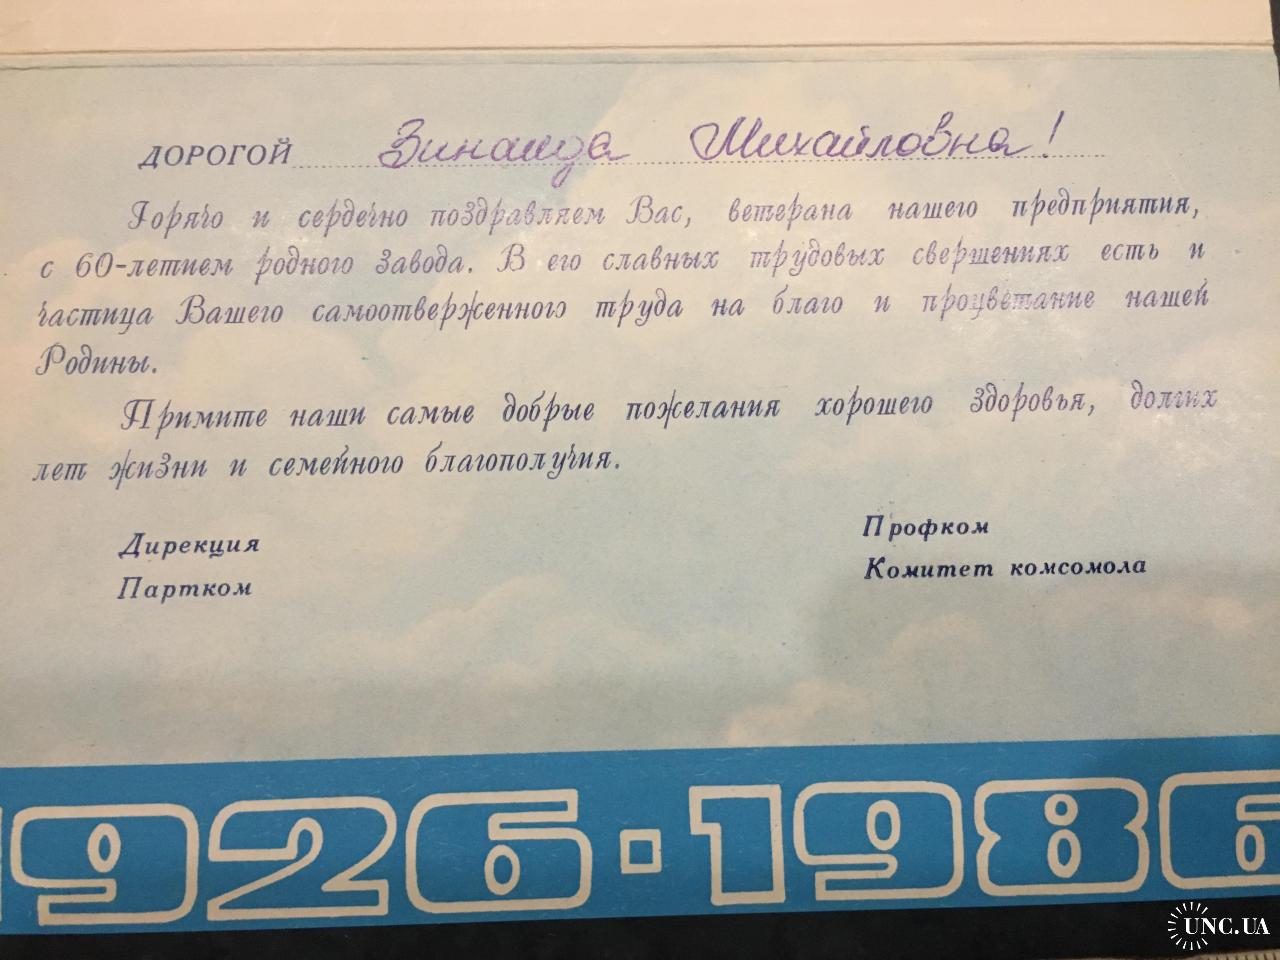 ДОРОГОЙ Зинаида Михайловна!
Горячо и сердечно поздравляем Вас, ветерана нашего предприятия,
с 60-летием родного завода. В его славных трудовых свершениях есть и
частица Вашего самоотверженного труда на благо и процветание нашей
Родины.
Примите наши самые добрые пожелания хорошего здоровья, долгих
лет жизни и семейного благополучия.
Дирекция
Партком
Профком
Комитет комсомола
1926·1986
UNC.UA